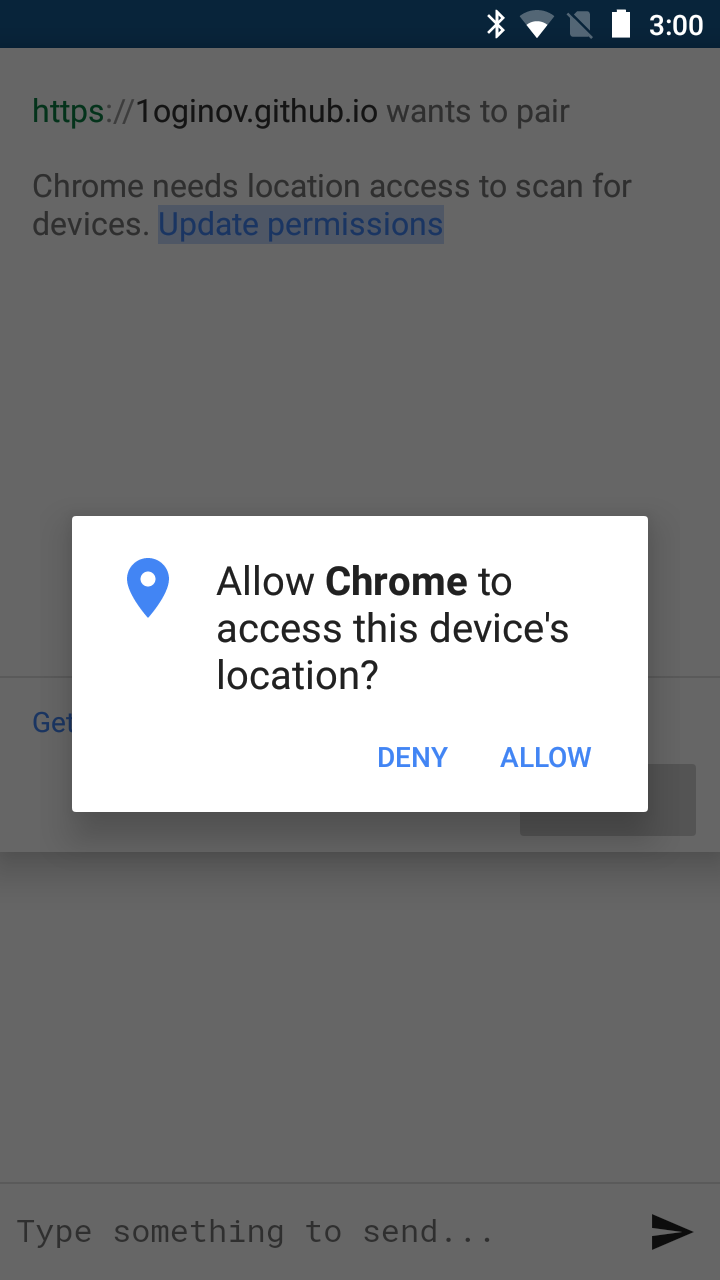 3:00
https://1oginov.github.io wants to pair
Chrome needs location access to scan for
devices. Update permissions
Allow Chrome to
access this device's
location?
Get
DENY ALLOW
Type something to send...